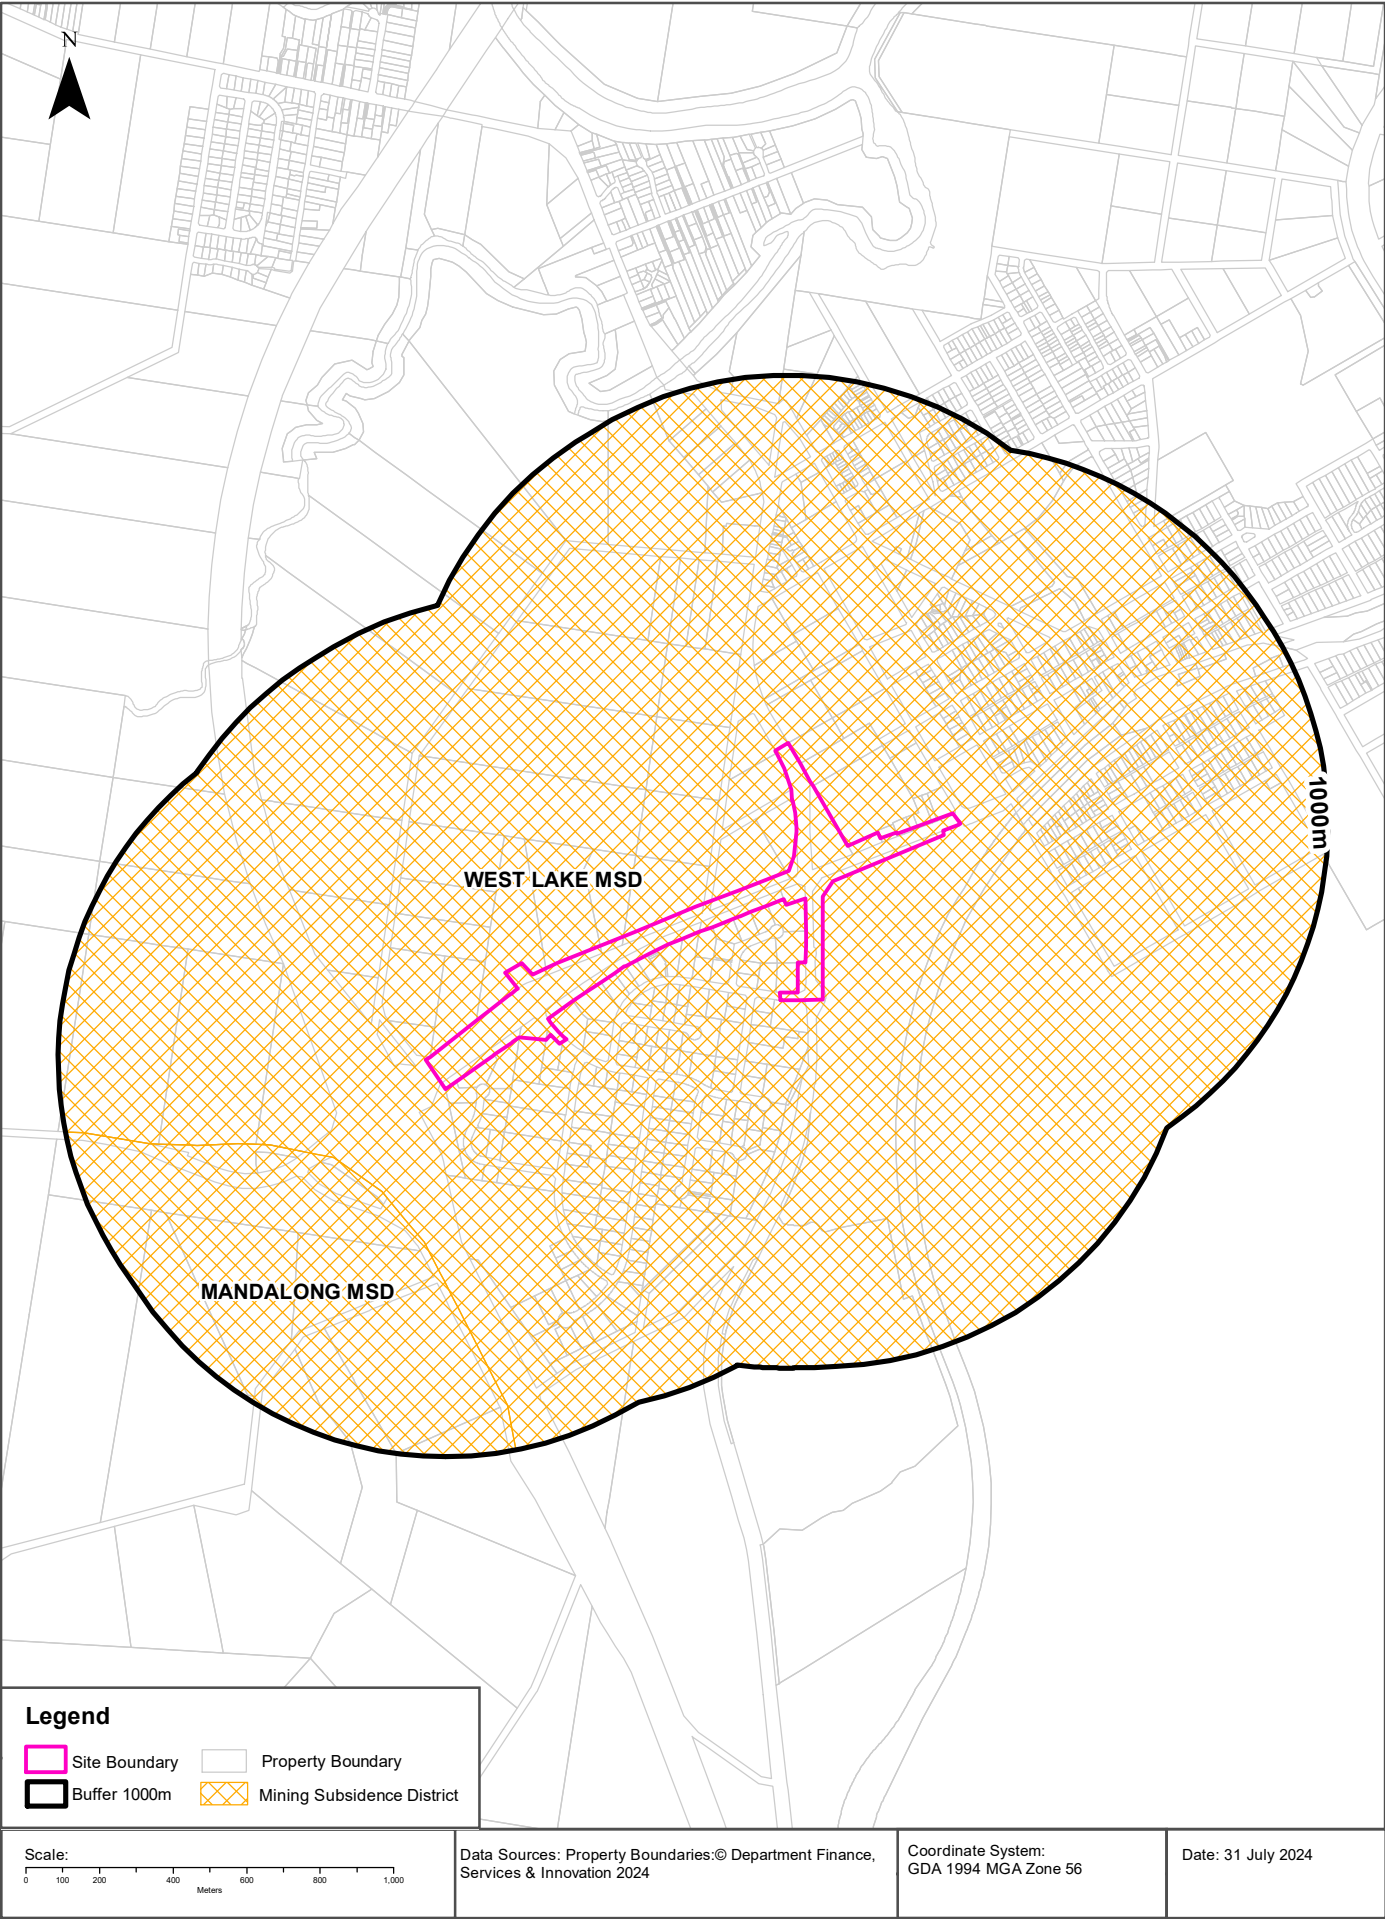 N
1000m
WEST LAKE MSD
MANDALONG MSD
Legend
Site Boundary
Property Boundary
Buffer 1000m
Mining Subsidence District
Scale:
0 100 200 400 600 800 1,000
Meters
Data Sources: Property Boundaries:© Department Finance,
Services & Innovation 2024
Coordinate System:
GDA 1994 MGA Zone 56
Date: 31 July 2024